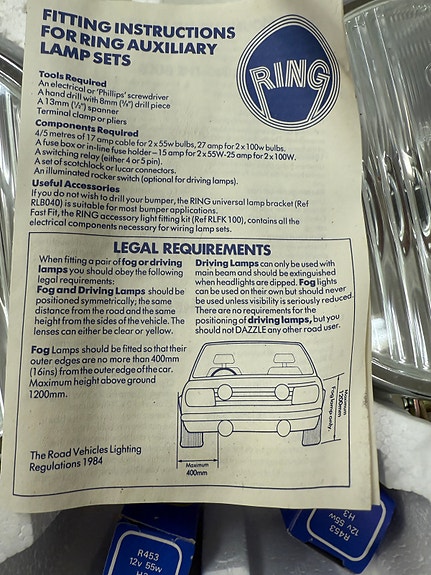 FITTING INSTRUCTIONS
FOR RING AUXILIARY
LAMP SETS
RING
Tools Required
An electrical or 'Phillips' screwdriver
A hand drill with 8mm (⅜") drill piece
A 13mm (½") spanner
Terminal clamp or pliers
Components Required
4/5 metres of 17 amp cable for 2 x 55w bulbs, 27 amp for 2 x 100w bulbs.
A fuse box or in-line fuse holder – 15 amp for 2 x 55W-25 amp for 2 x 100W.
A switching relay (either 4 or 5 pin).
A set of scotchlock or lucar connectors.
An illuminated rocker switch (optional for driving lamps).
Useful Accessories
If you do not wish to drill your bumper, the RING universal lamp bracket (Ref
RLB040) is suitable for most bumper applications.
Fast Fit, the RING accessory light fitting kit (Ref RLFK 100), contains all the
electrical components necessary for wiring lamp sets.
LEGAL REQUIREMENTS
When fitting a pair of fog or driving
lamps you should obey the following
legal requirements:
Fog and Driving Lamps should be
positioned symmetrically; the same
distance from the road and the same
height from the sides of the vehicle. The
lenses can either be clear or yellow.
Fog Lamps should be fitted so that their
outer edges are no more than 400mm
(16ins) from the outer edge of the car.
Maximum height above ground
1200mm.
The Road Vehicles Lighting
Regulations 1984
Driving Lamps can only be used with
main beam and should be extinguished
when headlights are dipped. Fog lights
can be used on their own but should never
be used unless visibility is seriously reduced.
There are no requirements for the
positioning of driving lamps, but you
should not DAZZLE any other road user.
Maximum
1200mm
Fog lamp only.
Maximum
400mm
R453
12v 55w
H3
R453
12v 55w
H3